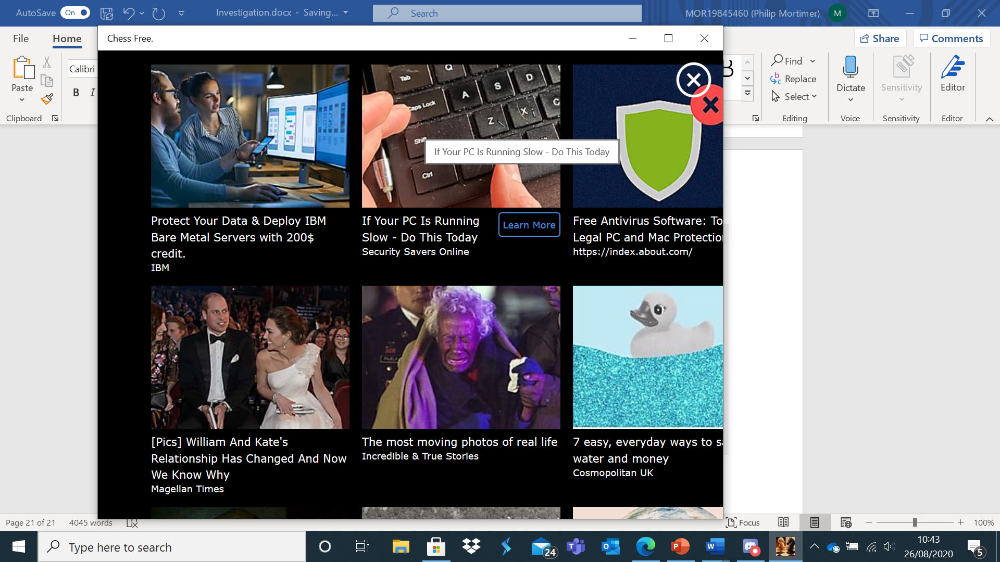 AutoSave On Investigation.docx - Saving... Search MOR19845460 (Philip Mortimer) M
File Home Share Comments
Chess Free.
Calibri
Paste
B I
Clipboard
Find
Replace
Select
Editing
Dictate
Voice
Sensitivity
Sensitivity
Editor
Editor
Tab Q
A S D
Caps Lock
Z X C
Ctrl
If Your PC Is Running Slow - Do This Today
Protect Your Data & Deploy IBM
Bare Metal Servers with 200$
credit.
IBM
If Your PC Is Running
Slow - Do This Today
Security Savers Online
Learn More
Free Antivirus Software: To
Legal PC and Mac Protection
https://index.about.com/
[Pics] William And Kate's
Relationship Has Changed And Now
We Know Why
Magellan Times
The most moving photos of real life
Incredible & True Stories
7 easy, everyday ways to sa
water and money
Cosmopolitan UK
Page 21 of 21 4045 words Focus 100%
Type here to search
24
10:43
26/08/2020
5